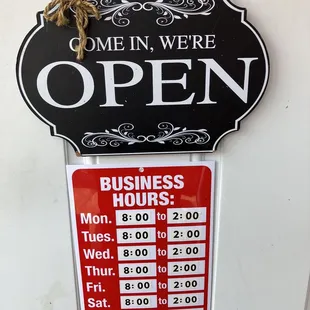 COME IN, WE'RE
OPEN
BUSINESS
HOURS:
Mon. 8:00 to 2:00
Tues. 8:00 to 2:00
Wed. 8:00 to 2:00
Thur. 8:00 to 2:00
Fri. 8:00 to 2:00
Sat. 8:00 to 2:00